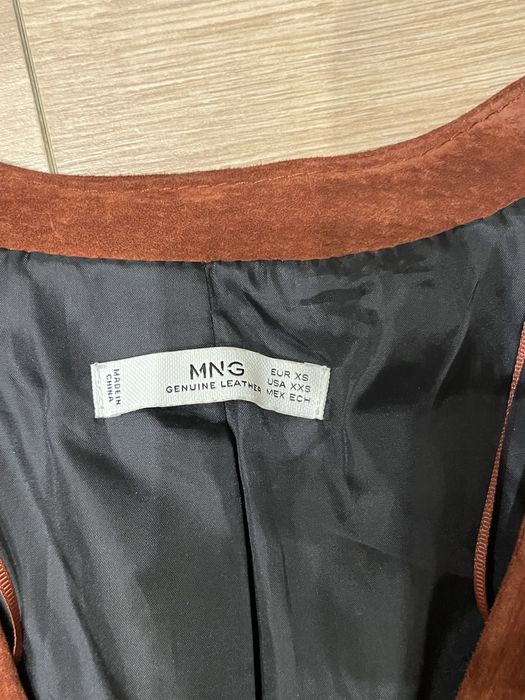 MADE IN
CHINA
MNG
GENUINE LEATHER
EUR XS
USA XXS
MEX ECH